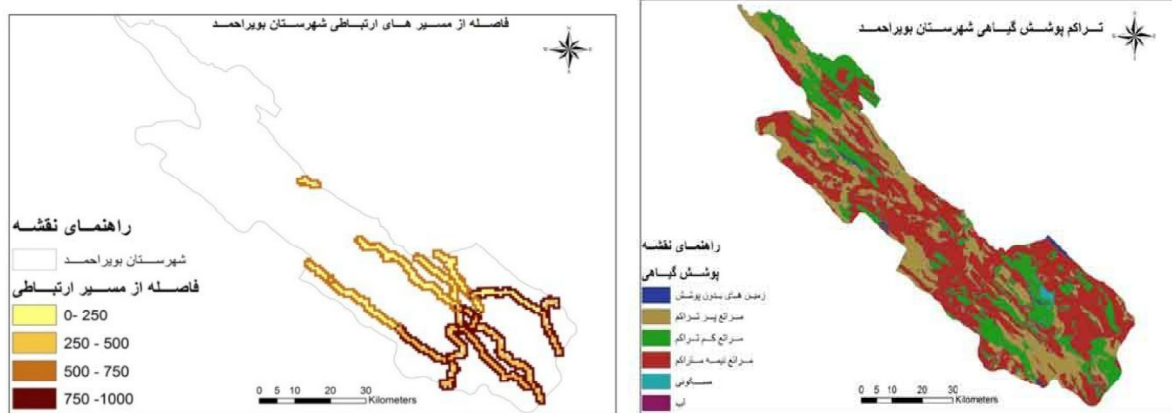 فاصله از مسیر های ارتباطی شهرستان بویراحمد
راهنمای نقشه
شهرستان بویراحمد
فاصله از مسیر ارتباطی
0- 250
250 - 500
500 - 750
750 -1000
0 5 10 20 30
Kilometers
تراکم پوشش گیاهی شهرستان بویراحمد
راهنمای نقشه
پوشش گیاهی
زمین های بدون پوشش
مراتع پر تراکم
مراتع کم تراکم
مراتع نیمه متراکم
مسکونی
آب
0 5 10 20 30
Kilometers